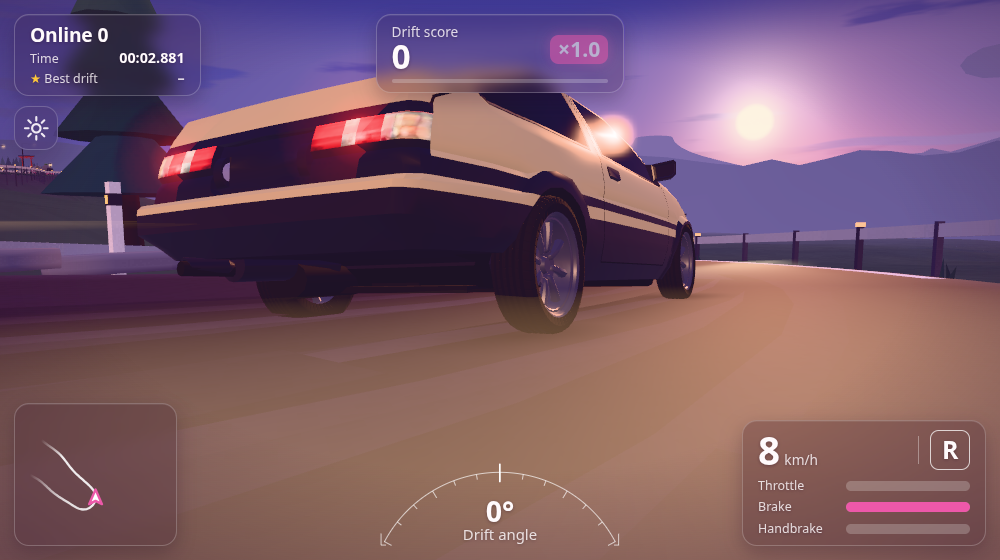 Online 0
Time 00:02.881
★ Best drift –
Drift score
0 ×1.0
8 km/h R
Throttle
Brake
Handbrake
0°
Drift angle